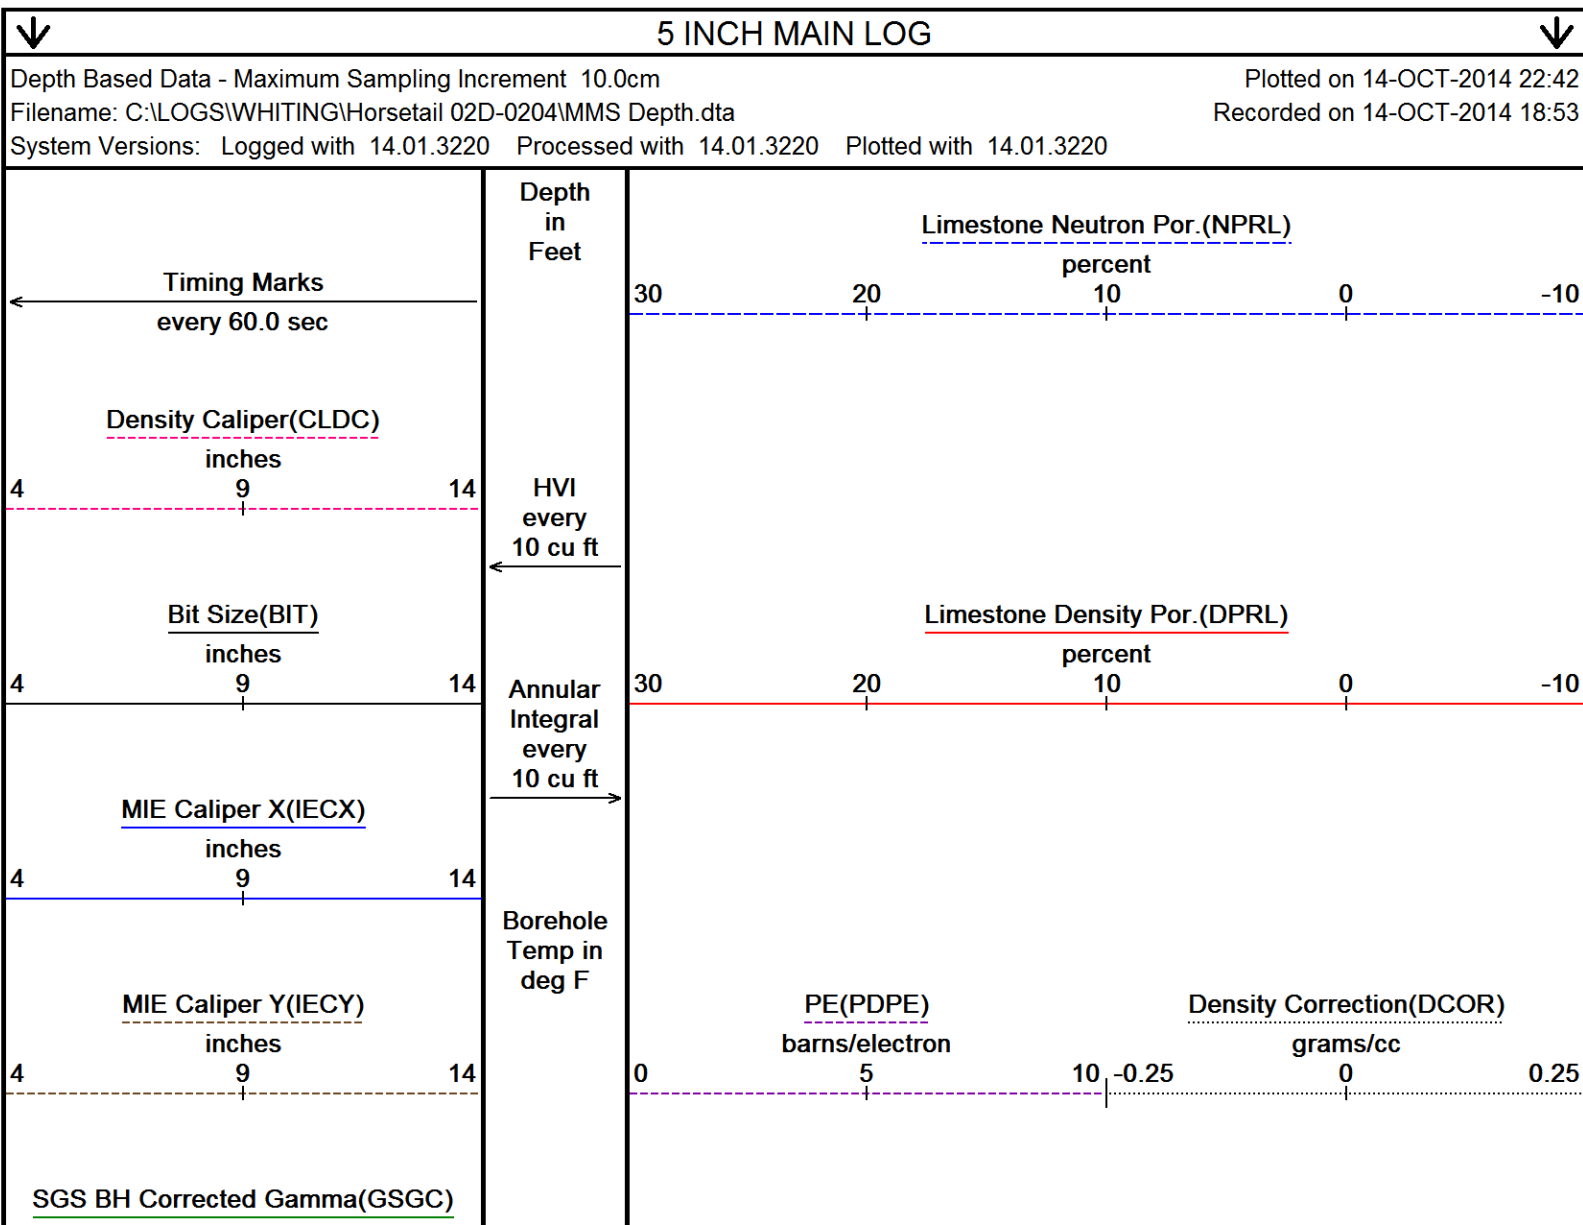 5 INCH MAIN LOG
Depth Based Data - Maximum Sampling Increment 10.0cm
Plotted on 14-OCT-2014 22:42
Filename: C:\LOGS\WHITING\Horsetail 02D-0204\MMS Depth.dta
Recorded on 14-OCT-2014 18:53
System Versions: Logged with 14.01.3220 Processed with 14.01.3220 Plotted with 14.01.3220
Timing Marks
every 60.0 sec
Density Caliper(CLDC)
inches
4 9 14
Bit Size(BIT)
inches
4 9 14
MIE Caliper X(IECX)
inches
4 9 14
MIE Caliper Y(IECY)
inches
4 9 14
SGS BH Corrected Gamma(GSGC)
Depth
in
Feet
HVI
every
10 cu ft
Annular
Integral
every
10 cu ft
Borehole
Temp in
deg F
Limestone Neutron Por.(NPRL)
percent
30 20 10 0 -10
Limestone Density Por.(DPRL)
percent
30 20 10 0 -10
PE(PDPE)
barns/electron
0 5 10
Density Correction(DCOR)
grams/cc
-0.25 0 0.25